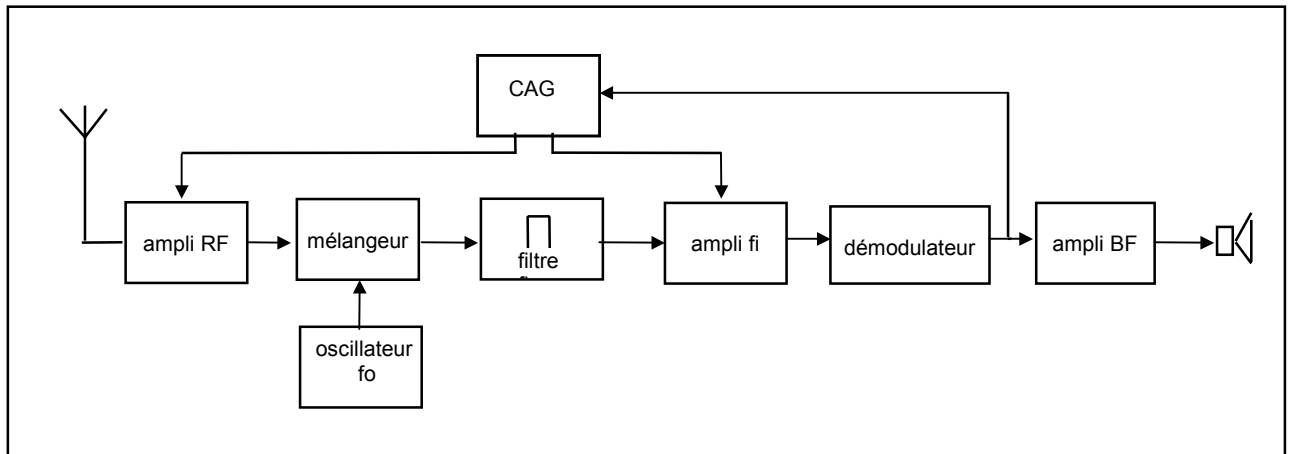 CAG
ampli RF
mélangeur
filtre
ampli fi
démodulateur
ampli BF
oscillateur
fo